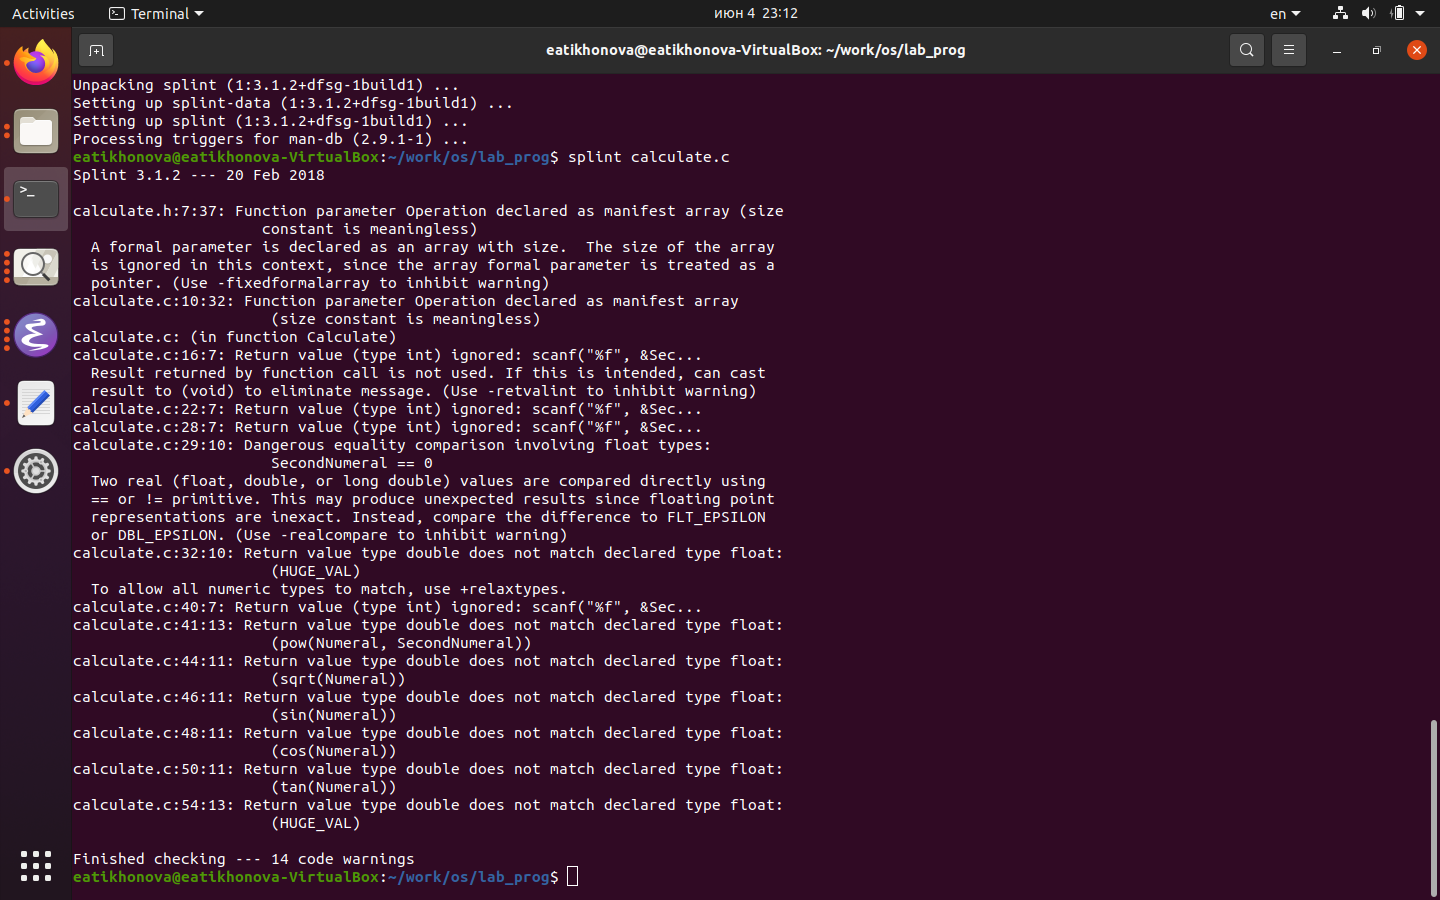 Activities Terminal июн 4 23:12 en
eatikhonova@eatikhonova-VirtualBox: ~/work/os/lab_prog
Unpacking splint (1:3.1.2+dfsg-1build1) ...
Setting up splint-data (1:3.1.2+dfsg-1build1) ...
Setting up splint (1:3.1.2+dfsg-1build1) ...
Processing triggers for man-db (2.9.1-1) ...
eatikhonova@eatikhonova-VirtualBox:~/work/os/lab_prog$ splint calculate.c
Splint 3.1.2 --- 20 Feb 2018
calculate.h:7:37: Function parameter Operation declared as manifest array (size
constant is meaningless)
A formal parameter is declared as an array with size.  The size of the array
is ignored in this context, since the array formal parameter is treated as a
pointer. (Use -fixedformalarray to inhibit warning)
calculate.c:10:32: Function parameter Operation declared as manifest array
(size constant is meaningless)
calculate.c: (in function Calculate)
calculate.c:16:7: Return value (type int) ignored: scanf("%f", &Sec...
Result returned by function call is not used. If this is intended, can cast
result to (void) to eliminate message. (Use -retvalint to inhibit warning)
calculate.c:22:7: Return value (type int) ignored: scanf("%f", &Sec...
calculate.c:28:7: Return value (type int) ignored: scanf("%f", &Sec...
calculate.c:29:10: Dangerous equality comparison involving float types:
SecondNumeral == 0
Two real (float, double, or long double) values are compared directly using
== or != primitive. This may produce unexpected results since floating point
representations are inexact. Instead, compare the difference to FLT_EPSILON
or DBL_EPSILON. (Use -realcompare to inhibit warning)
calculate.c:32:10: Return value type double does not match declared type float:
(HUGE_VAL)
To allow all numeric types to match, use +relaxtypes.
calculate.c:40:7: Return value (type int) ignored: scanf("%f", &Sec...
calculate.c:41:13: Return value type double does not match declared type float:
(pow(Numeral, SecondNumeral))
calculate.c:44:11: Return value type double does not match declared type float:
(sqrt(Numeral))
calculate.c:46:11: Return value type double does not match declared type float:
(sin(Numeral))
calculate.c:48:11: Return value type double does not match declared type float:
(cos(Numeral))
calculate.c:50:11: Return value type double does not match declared type float:
(tan(Numeral))
calculate.c:54:13: Return value type double does not match declared type float:
(HUGE_VAL)
Finished checking --- 14 code warnings
eatikhonova@eatikhonova-VirtualBox:~/work/os/lab_prog$